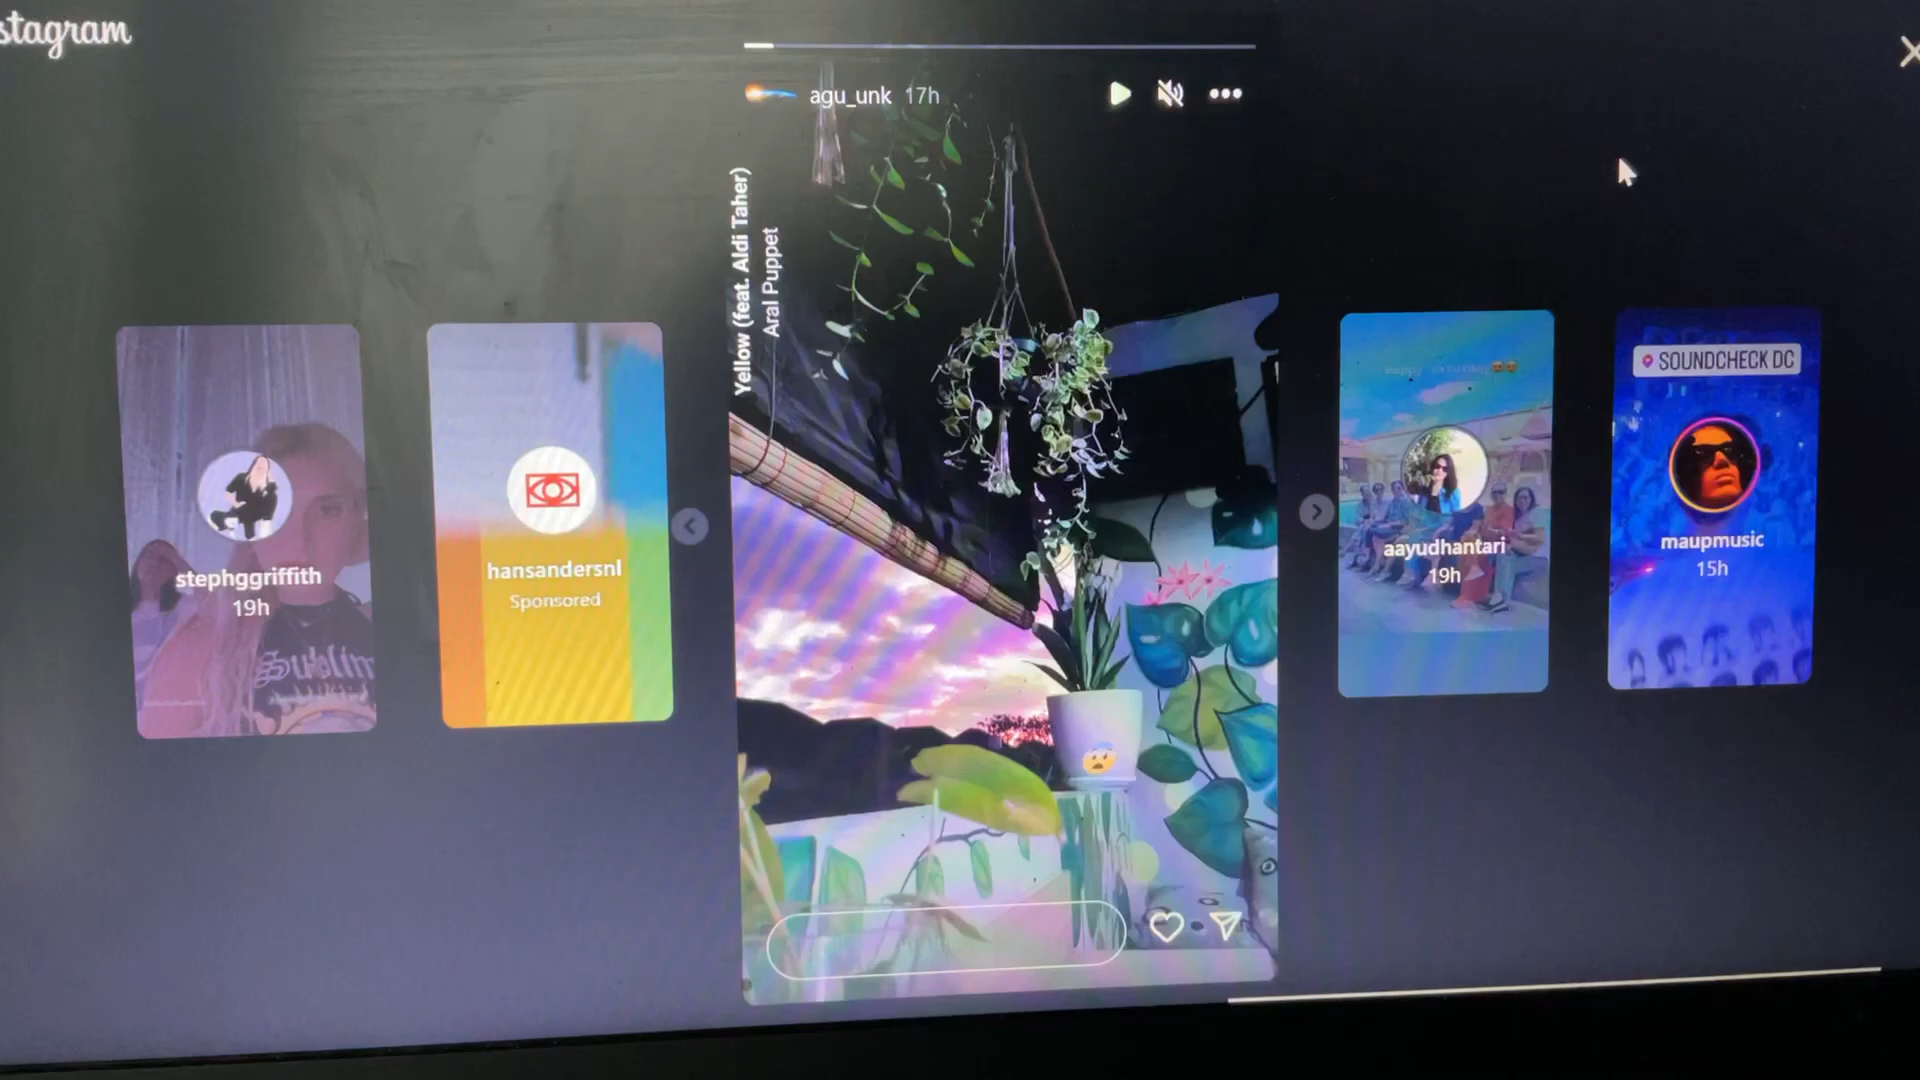 stagram
agu_unk 17h
Yellow (feat. Aldi Taher)
Aral Puppet
stephggriffith
19h
Sublim
hansandersnl
Sponsored
aayudhantari
19h
SOUNDCHECK DC
maupmusic
15h